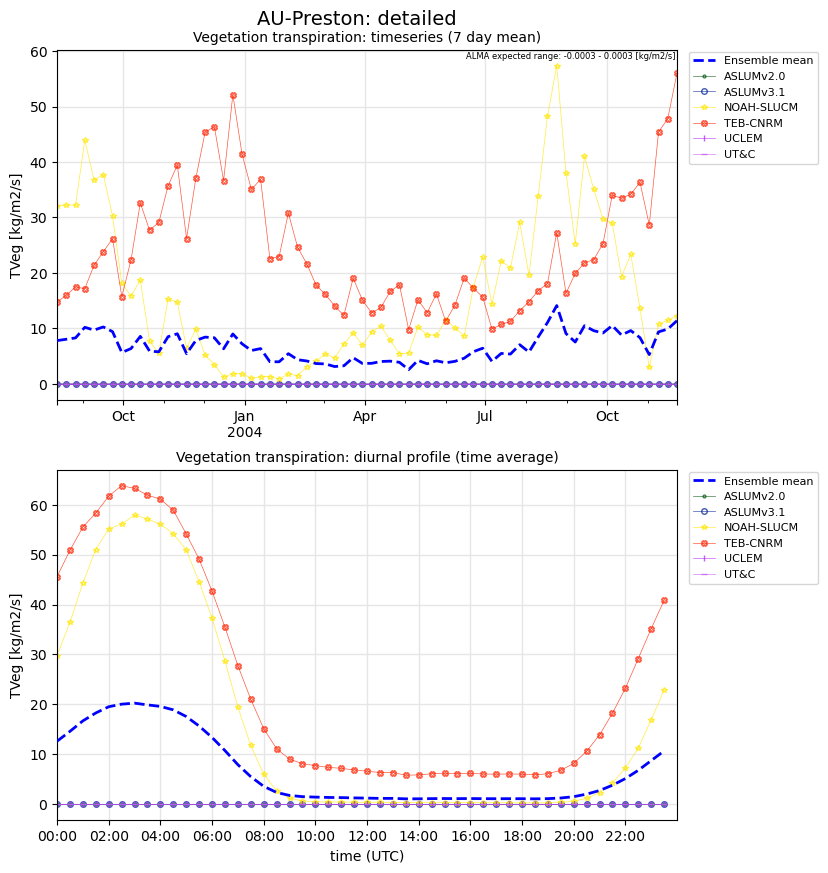 AU-Preston: detailed
Vegetation transpiration: timeseries (7 day mean)
ALMA expected range: -0.0003 - 0.0003 [kg/m2/s]
TVeg [kg/m2/s]
60
50
40
30
20
10
0
Oct
Jan
2004
Apr
Jul
Oct
Ensemble mean
ASLUMv2.0
ASLUMv3.1
NOAH-SLUCM
TEB-CNRM
UCLEM
UT&C
Vegetation transpiration: diurnal profile (time average)
TVeg [kg/m2/s]
60
50
40
30
20
10
0
00:00
02:00
04:00
06:00
08:00
10:00
12:00
14:00
16:00
18:00
20:00
22:00
time (UTC)
Ensemble mean
ASLUMv2.0
ASLUMv3.1
NOAH-SLUCM
TEB-CNRM
UCLEM
UT&C